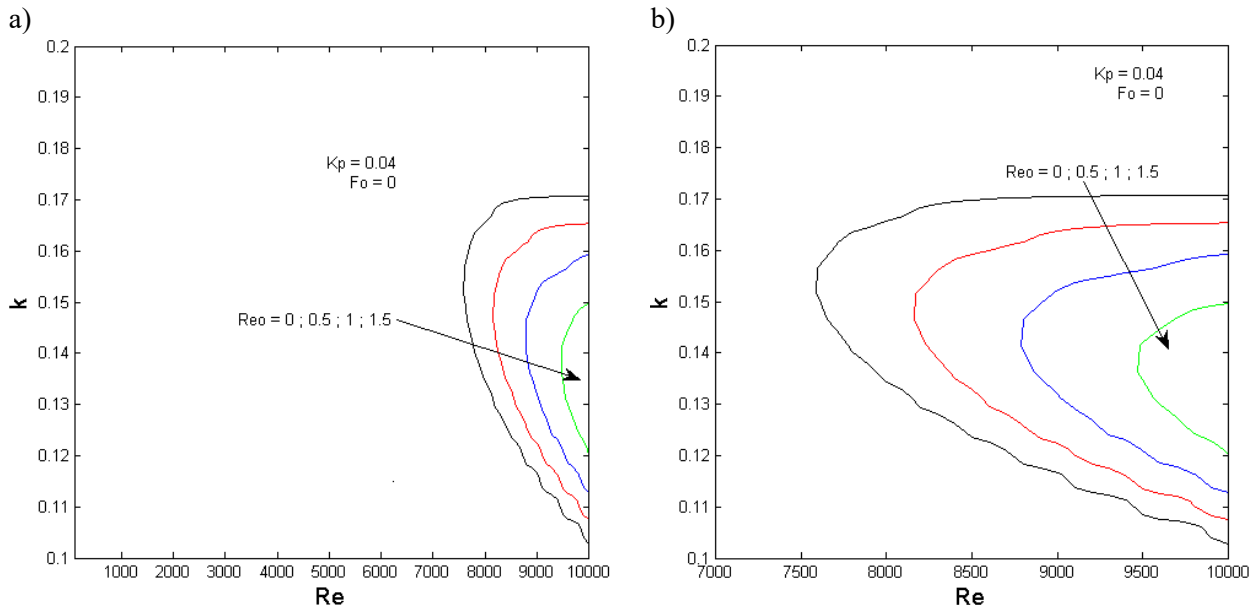 a)
0.2
0.19
0.18
0.17
0.16
0.15
0.14
0.13
0.12
0.11
0.1
k
Kp = 0.04
Fo = 0
Reo = 0 ; 0.5 ; 1 ; 1.5
1000 2000 3000 4000 5000 6000 7000 8000 9000 10000
Re
b)
0.2
0.19
0.18
0.17
0.16
0.15
0.14
0.13
0.12
0.11
0.1
k
Kp = 0.04
Fo = 0
Reo = 0 ; 0.5 ; 1 ; 1.5
7000 7500 8000 8500 9000 9500 10000
Re